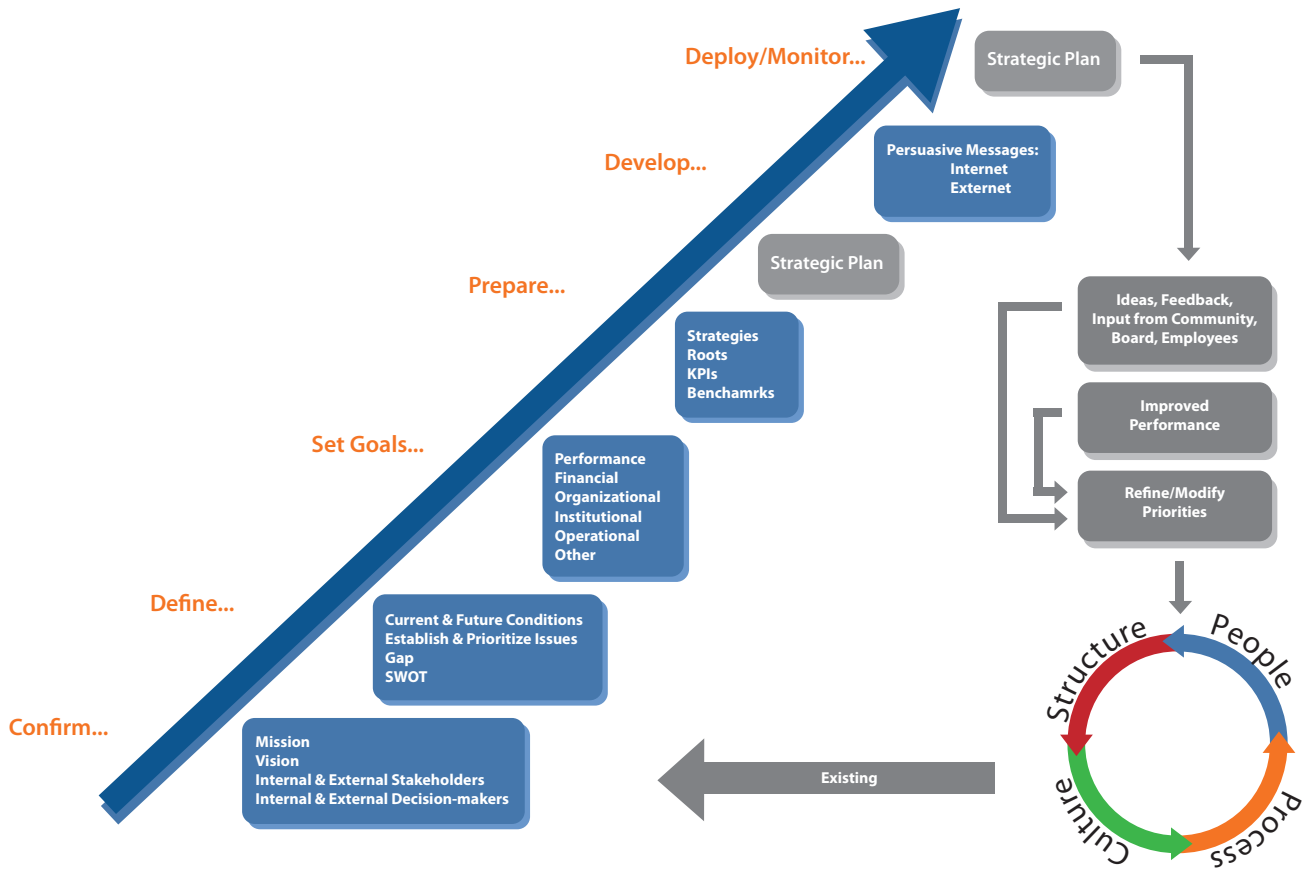 Deploy/Monitor...
Strategic Plan
Develop...
Persuasive Messages:
Internet
Externet
Prepare...
Strategic Plan
Set Goals...
Strategies
Roots
KPIs
Benchamrks
Define...
Performance
Financial
Organizational
Institutional
Operational
Other
Confirm...
Current & Future Conditions
Establish & Prioritize Issues
Gap
SWOT
Mission
Vision
Internal & External Stakeholders
Internal & External Decision-makers
Ideas, Feedback,
Input from Community,
Board, Employees
Improved
Performance
Refine/Modify
Priorities
Structure
People
Culture
Process
Existing